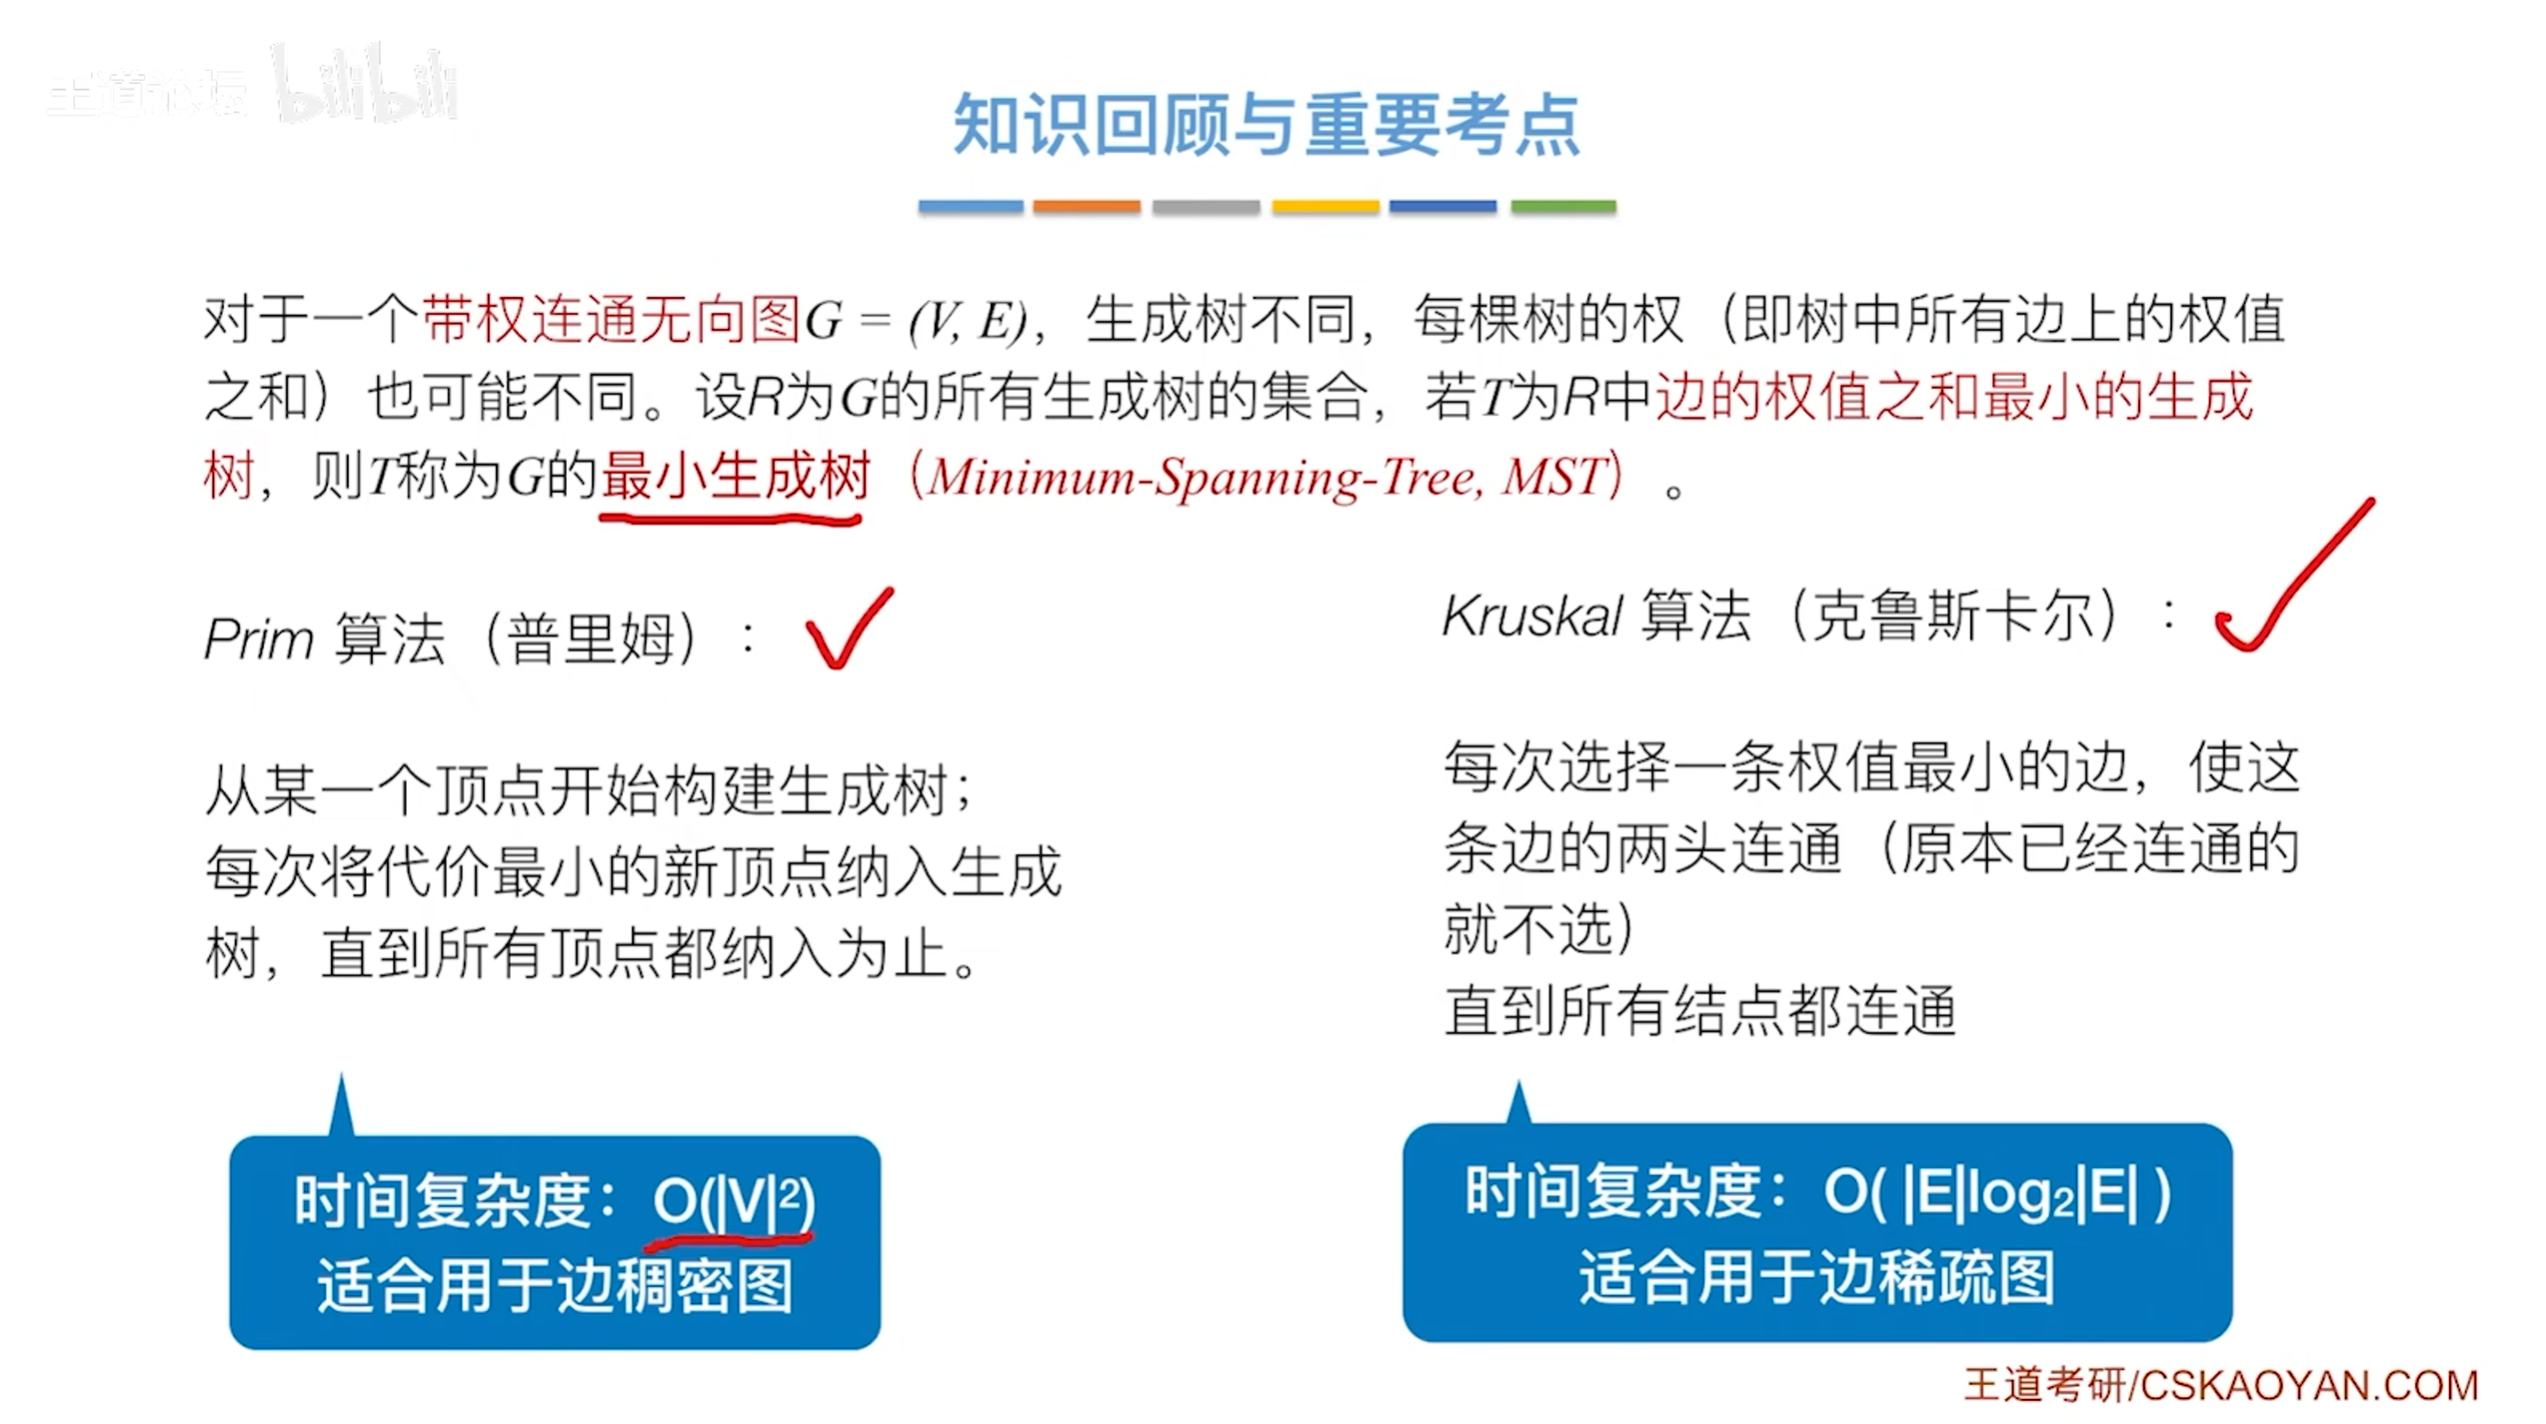 王道论坛 bilibili
知识回顾与重要考点
对于一个带权连通无向图G = (V, E)，生成树不同，每棵树的权（即树中所有边上的权值
之和）也可能不同。设R为G的所有生成树的集合，若T为R中边的权值之和最小的生成
树，则T称为G的最小生成树（Minimum-Spanning-Tree, MST）。
Prim 算法（普里姆）：
从某一个顶点开始构建生成树；
每次将代价最小的新顶点纳入生成
树，直到所有顶点都纳入为止。
时间复杂度：O(|V|²)
适合用于边稠密图
Kruskal 算法（克鲁斯卡尔）：
每次选择一条权值最小的边，使这
条边的两头连通（原本已经连通的
就不选）
直到所有结点都连通
时间复杂度：O( |E|log₂|E| )
适合用于边稀疏图
王道考研/CSKAOYAN.COM